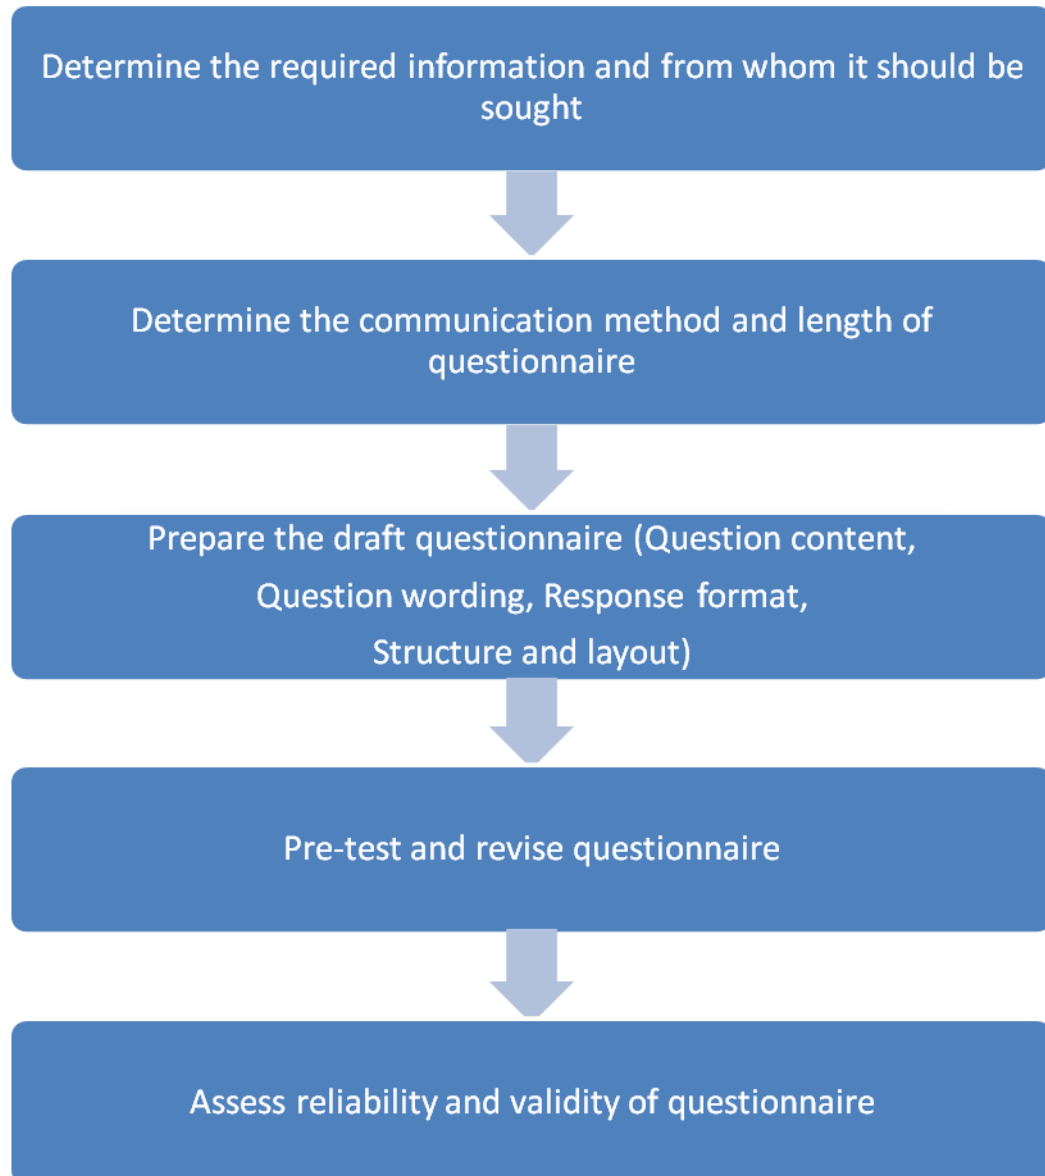 Determine the required information and from whom it should be
sought
Determine the communication method and length of
questionnaire
Prepare the draft questionnaire (Question content,
Question wording, Response format,
Structure and layout)
Pre-test and revise questionnaire
Assess reliability and validity of questionnaire